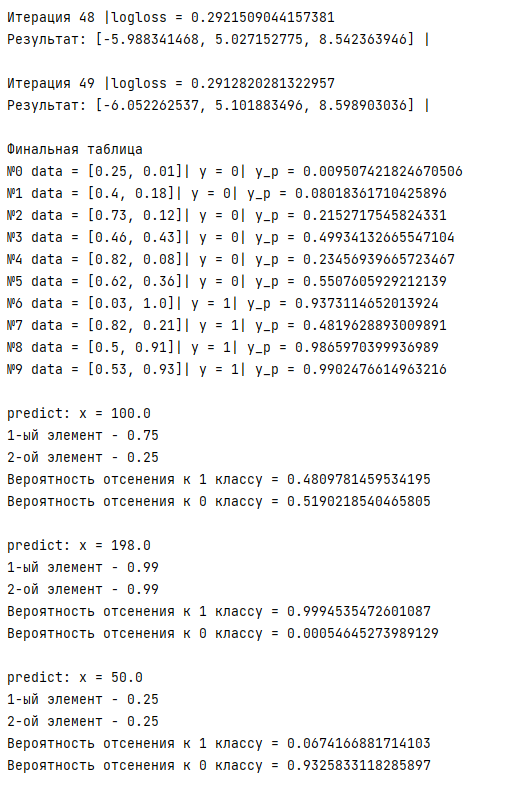 Итерация 48 |logloss = 0.2921509044157381
Результат: [-5.988341468, 5.027152775, 8.542363946] |
Итерация 49 |logloss = 0.2912820281322957
Результат: [-6.052262537, 5.101883496, 8.598903036] |
Финальная таблица
№0 data = [0.25, 0.01]| y = 0| y_p = 0.009507421824670506
№1 data = [0.4, 0.18]| y = 0| y_p = 0.08018361710425896
№2 data = [0.73, 0.12]| y = 0| y_p = 0.2152717545824331
№3 data = [0.46, 0.43]| y = 0| y_p = 0.49934132665547104
№4 data = [0.82, 0.08]| y = 0| y_p = 0.23456939665723467
№5 data = [0.62, 0.36]| y = 0| y_p = 0.5507605929212139
№6 data = [0.03, 1.0]| y = 1| y_p = 0.9373114652013924
№7 data = [0.82, 0.21]| y = 1| y_p = 0.4819628893009891
№8 data = [0.5, 0.91]| y = 1| y_p = 0.9865970399936989
№9 data = [0.53, 0.93]| y = 1| y_p = 0.9902476614963216
predict: x = 100.0
1-ый элемент - 0.75
2-ой элемент - 0.25
Вероятность отсенения к 1 классу = 0.4809781459534195
Вероятность отсенения к 0 классу = 0.5190218540465805
predict: x = 198.0
1-ый элемент - 0.99
2-ой элемент - 0.99
Вероятность отсенения к 1 классу = 0.9994535472601087
Вероятность отсенения к 0 классу = 0.00054645273989129
predict: x = 50.0
1-ый элемент - 0.25
2-ой элемент - 0.25
Вероятность отсенения к 1 классу = 0.0674166881714103
Вероятность отсенения к 0 классу = 0.9325833118285897